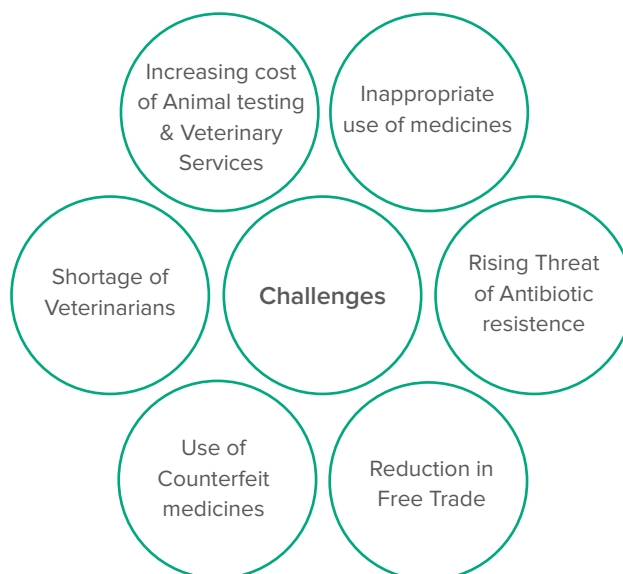 Increasing cost
of Animal testing
& Veterinary
Services
Inappropriate
use of medicines
Shortage of
Veterinarians
Challenges
Rising Threat
of Antibiotic
resistence
Use of
Counterfeit
medicines
Reduction in
Free Trade